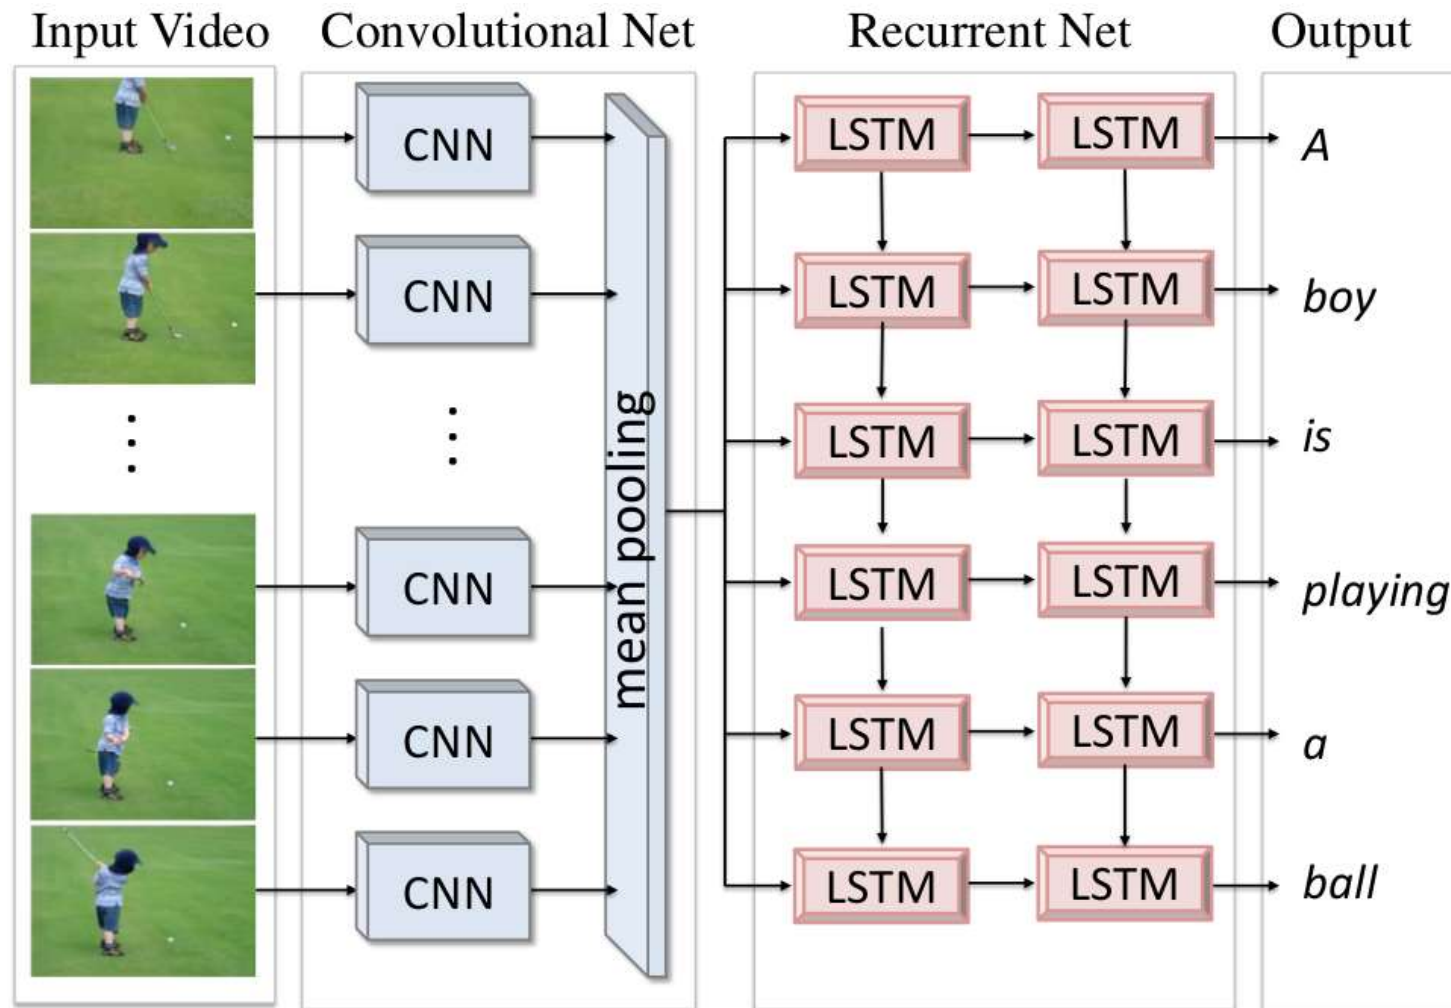 Input Video
Convolutional Net
Recurrent Net
Output
CNN
LSTM
LSTM
A
CNN
LSTM
LSTM
boy
mean pooling
LSTM
LSTM
is
CNN
LSTM
LSTM
playing
CNN
LSTM
LSTM
a
CNN
LSTM
LSTM
ball